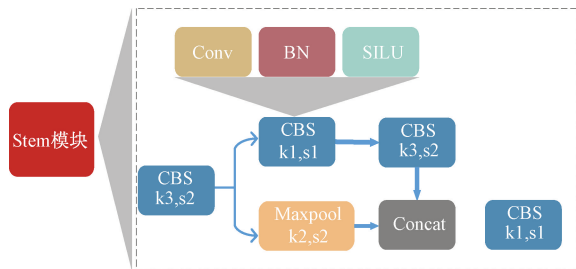 Conv
BN
SILU
Stem模块
CBS
k3,s2
CBS
k1,s1
CBS
k3,s2
Maxpool
k2,s2
Concat
CBS
k1,s1